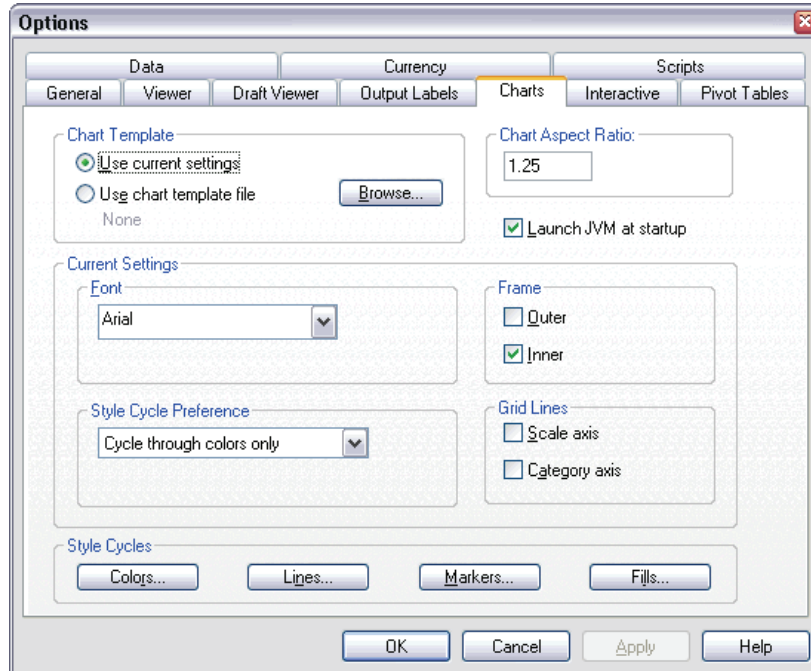 Options
Data Currency Scripts
General Viewer Draft Viewer Output Labels Charts Interactive Pivot Tables
Chart Template
Use current settings
Use chart template file
Browse...
None
Chart Aspect Ratio:
1.25
Launch JVM at startup
Current Settings
Font
Arial
Frame
Outer
Inner
Style Cycle Preference
Cycle through colors only
Grid Lines
Scale axis
Category axis
Style Cycles
Colors... Lines... Markers... Fills...
OK Cancel Apply Help